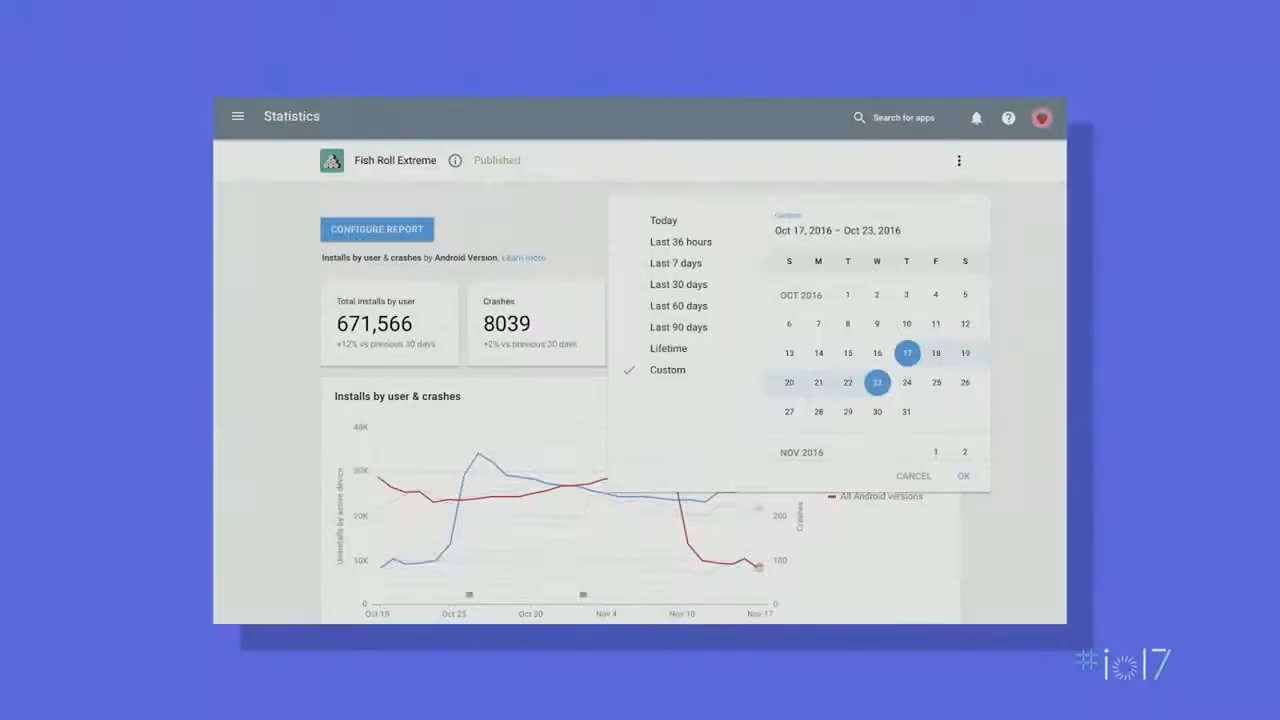 Statistics
Search for apps
Fish Roll Extreme
Published
CONFIGURE REPORT
Installs by user & crashes by Android Version. Learn more
Total installs by user
671,566
+12% vs previous 30 days
Crashes
8039
+2% vs previous 30 days
Installs by user & crashes
40K
30K
20K
10K
0
Uninstalls by active device
Oct 19
Oct 25
Oct 30
Nov 4
Nov 10
Nov 17
200
100
0
Crashes
All Android versions
Today
Last 36 hours
Last 7 days
Last 30 days
Last 60 days
Last 90 days
Lifetime
Custom
Custom
Oct 17, 2016 – Oct 23, 2016
S M T W T F S
OCT 2016 1 2 3 4 5
6 7 8 9 10 11 12
13 14 15 16 17 18 19
20 21 22 23 24 25 26
27 28 29 30 31
NOV 2016 1 2
CANCEL OK
#io17